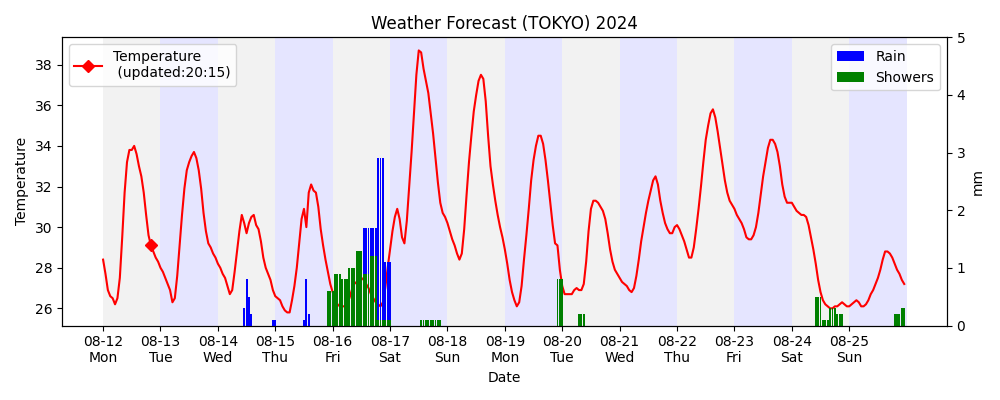 Weather Forecast (TOKYO) 2024
Temperature
(updated:20:15)
Rain
Showers
Temperature
38
36
34
32
30
28
26
5
4
3
2
1
0
mm
08-12 08-13 08-14 08-15 08-16 08-17 08-18 08-19 08-20 08-21 08-22 08-23 08-24 08-25
Mon Tue Wed Thu Fri Sat Sun Mon Tue Wed Thu Fri Sat Sun
Date